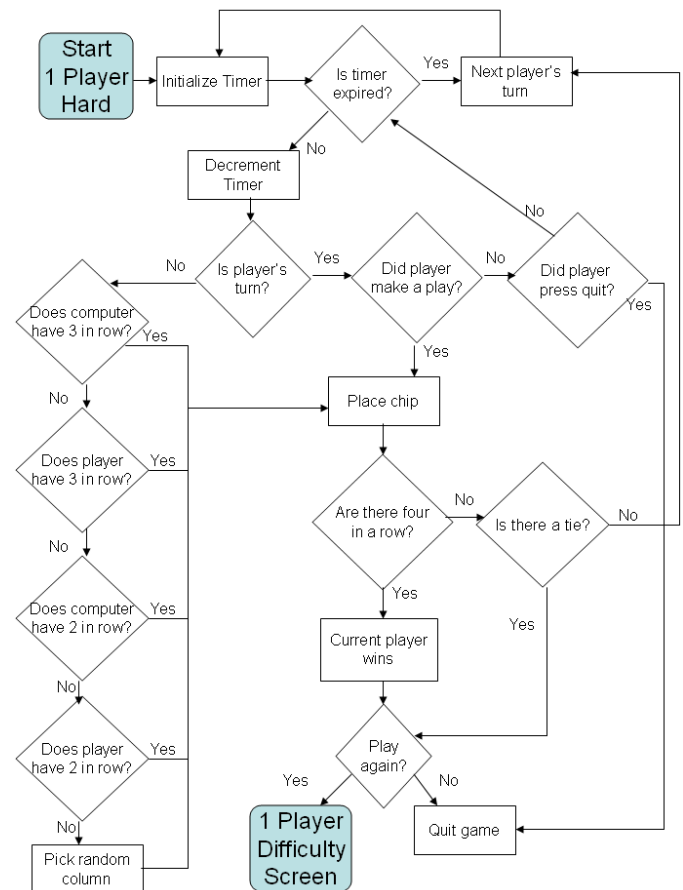 Start
1 Player
Hard
Initialize Timer
Is timer
expired?
Yes
Next player's
turn
No
Decrement
Timer
No
No
Is player's
turn?
Yes
Did player
make a play?
No
Did player
press quit?
Yes
Does computer
have 3 in row?
Yes
Yes
No
Place chip
Does player
have 3 in row?
Yes
Are there four
in a row?
No
Is there a tie?
No
No
Does computer
have 2 in row?
Yes
Yes
Yes
Current player
wins
No
Does player
have 2 in row?
Yes
Play
again?
Yes
No
No
1 Player
Difficulty
Screen
Quit game
Pick random
column